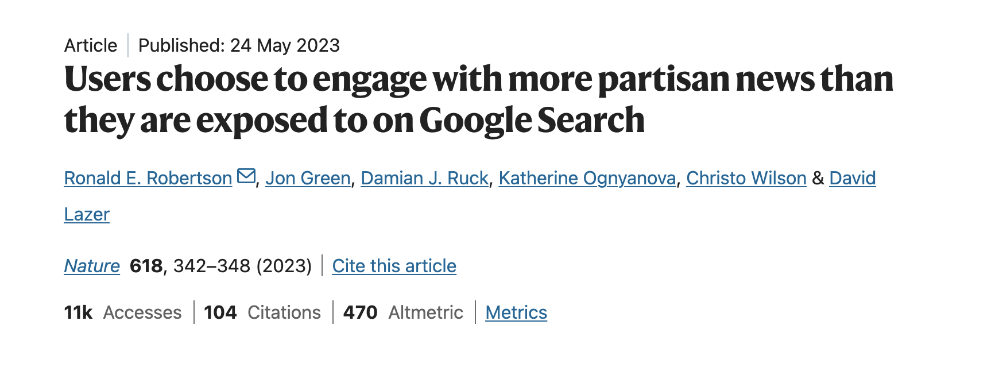 Article | Published: 24 May 2023
Users choose to engage with more partisan news than
they are exposed to on Google Search
Ronald E. Robertson, Jon Green, Damian J. Ruck, Katherine Ognyanova, Christo Wilson & David
Lazer
Nature 618, 342–348 (2023) | Cite this article
11k Accesses | 104 Citations | 470 Altmetric | Metrics